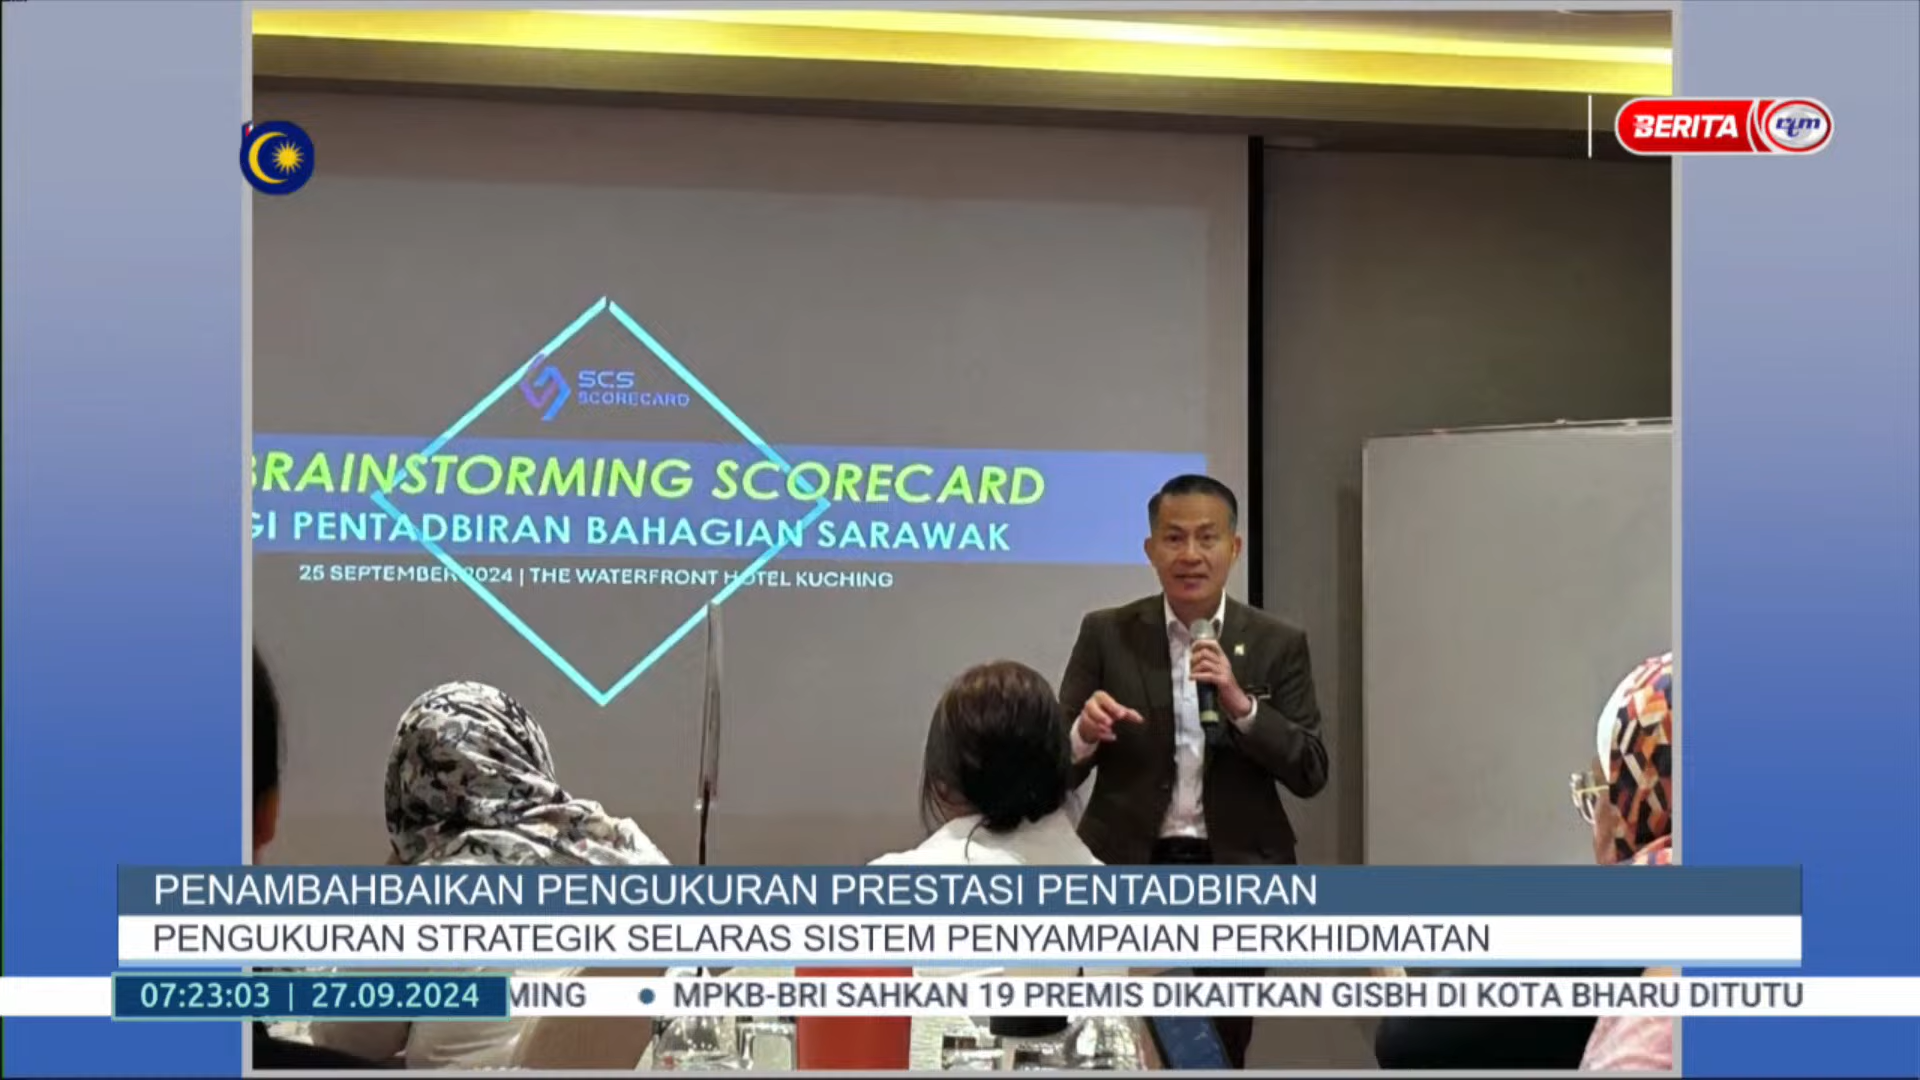 BERITA rtm
SCS
SCORECARD
BRAINSTORMING SCORECARD
GI PENTADBIRAN BAHAGIAN SARAWAK
25 SEPTEMBER 2024 | THE WATERFRONT HOTEL KUCHING
PENAMBAHBAIKAN PENGUKURAN PRESTASI PENTADBIRAN
PENGUKURAN STRATEGIK SELARAS SISTEM PENYAMPAIAN PERKHIDMATAN
07:23:03 | 27.09.2024 MING • MPKB-BRI SAHKAN 19 PREMIS DIKAITKAN GISBH DI KOTA BHARU DITUTU